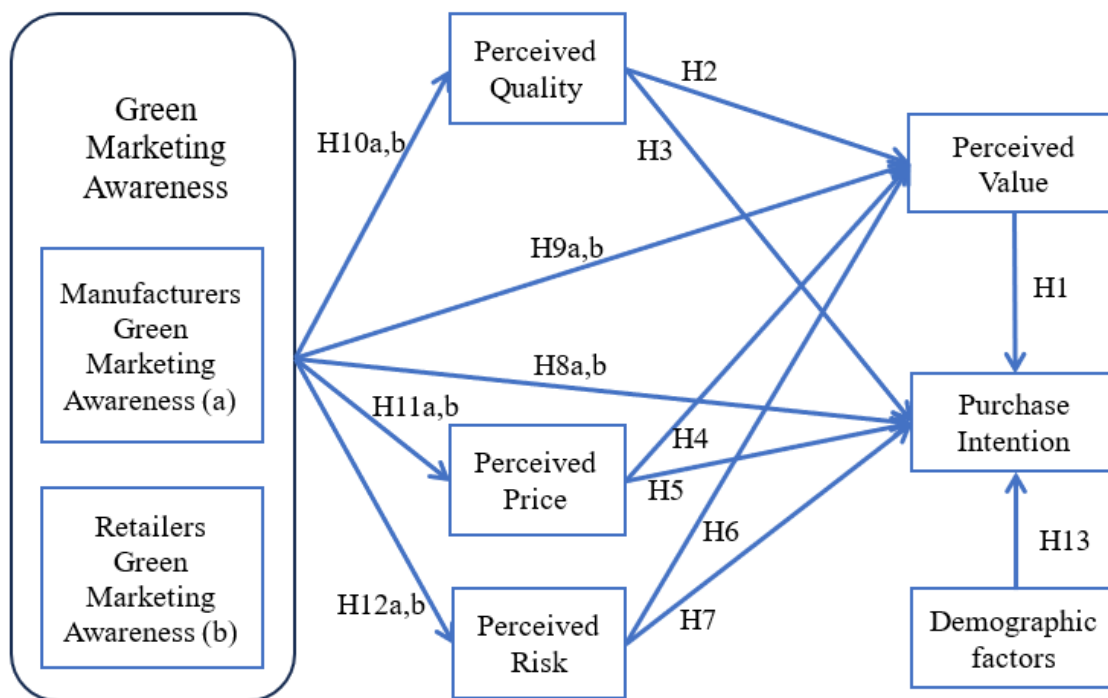 Green
Marketing
Awareness
Manufacturers
Green
Marketing
Awareness (a)
Retailers
Green
Marketing
Awareness (b)
H10a,b
H9a,b
H8a,b
H11a,b
H12a,b
Perceived
Quality
Perceived
Price
Perceived
Risk
H2
H3
H4
H5
H6
H7
Perceived
Value
H1
Purchase
Intention
H13
Demographic
factors